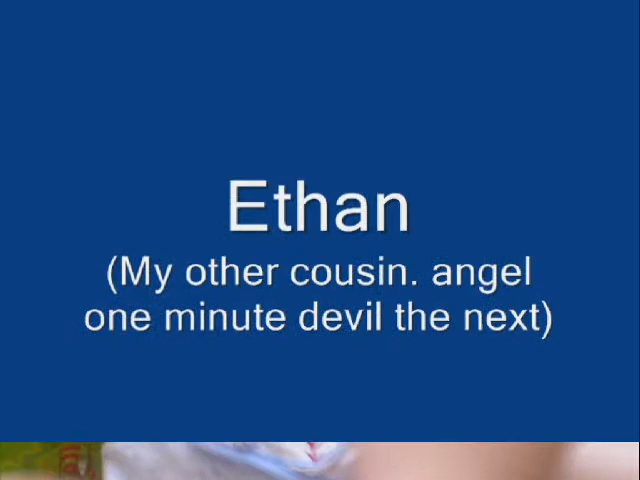 Ethan
(My other cousin. angel
one minute devil the next)